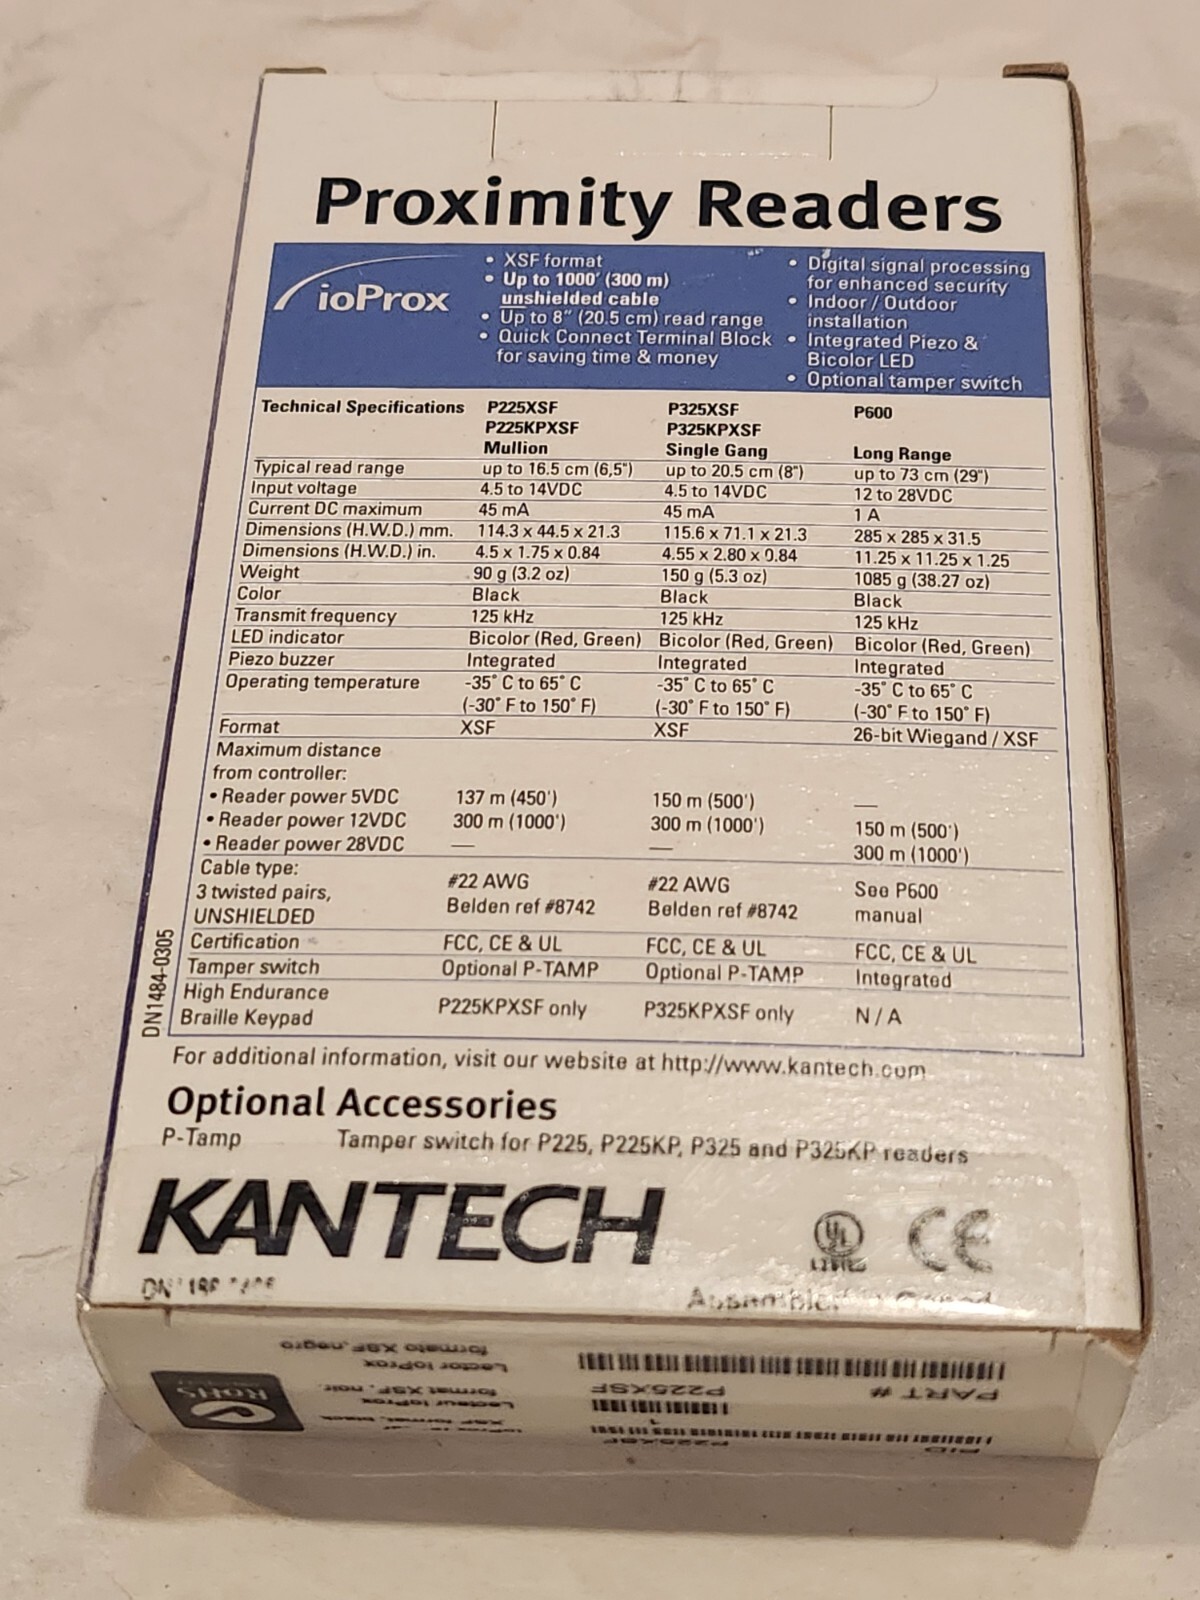 Proximity Readers
ioProx
• XSF format
• Up to 1000' (300 m)
unshielded cable
• Up to 8" (20.5 cm) read range
• Quick Connect Terminal Block
for saving time & money
• Digital signal processing
for enhanced security
• Indoor / Outdoor
installation
• Integrated Piezo &
Bicolor LED
• Optional tamper switch
Technical Specifications P225XSF P325XSF P600
P225KPXSF P325KPXSF
Mullion Single Gang Long Range
Typical read range up to 16.5 cm (6,5") up to 20.5 cm (8") up to 73 cm (29")
Input voltage 4.5 to 14VDC 4.5 to 14VDC 12 to 28VDC
Current DC maximum 45 mA 45 mA 1 A
Dimensions (H.W.D.) mm. 114.3 x 44.5 x 21.3 115.6 x 71.1 x 21.3 285 x 285 x 31.5
Dimensions (H.W.D.) in. 4.5 x 1.75 x 0.84 4.55 x 2.80 x 0.84 11.25 x 11.25 x 1.25
Weight 90 g (3.2 oz) 150 g (5.3 oz) 1085 g (38.27 oz)
Color Black Black Black
Transmit frequency 125 kHz 125 kHz 125 kHz
LED indicator Bicolor (Red, Green) Bicolor (Red, Green) Bicolor (Red, Green)
Piezo buzzer Integrated Integrated Integrated
Operating temperature -35° C to 65° C -35° C to 65° C -35° C to 65° C
(-30° F to 150° F) (-30° F to 150° F) (-30° F to 150° F)
Format XSF XSF 26-bit Wiegand / XSF
Maximum distance
from controller:
• Reader power 5VDC 137 m (450') 150 m (500') —
• Reader power 12VDC 300 m (1000') 300 m (1000') 150 m (500')
• Reader power 28VDC — — 300 m (1000')
Cable type:
3 twisted pairs, #22 AWG #22 AWG See P600
UNSHIELDED Belden ref #8742 Belden ref #8742 manual
Certification FCC, CE & UL FCC, CE & UL FCC, CE & UL
Tamper switch Optional P-TAMP Optional P-TAMP Integrated
High Endurance
Braille Keypad P225KPXSF only P325KPXSF only N / A
DN1484-0305
For additional information, visit our website at http://www.kantech.com
Optional Accessories
P-Tamp Tamper switch for P225, P225KP, P325 and P325KP readers
KANTECH
UL
LISTED
CE
PID
P225XSF
1
PART #
P225XSF
XSF format, black
Lecteur ioProx
format XSF, noir
Lector ioProx
formato XSF, negro
RoHS